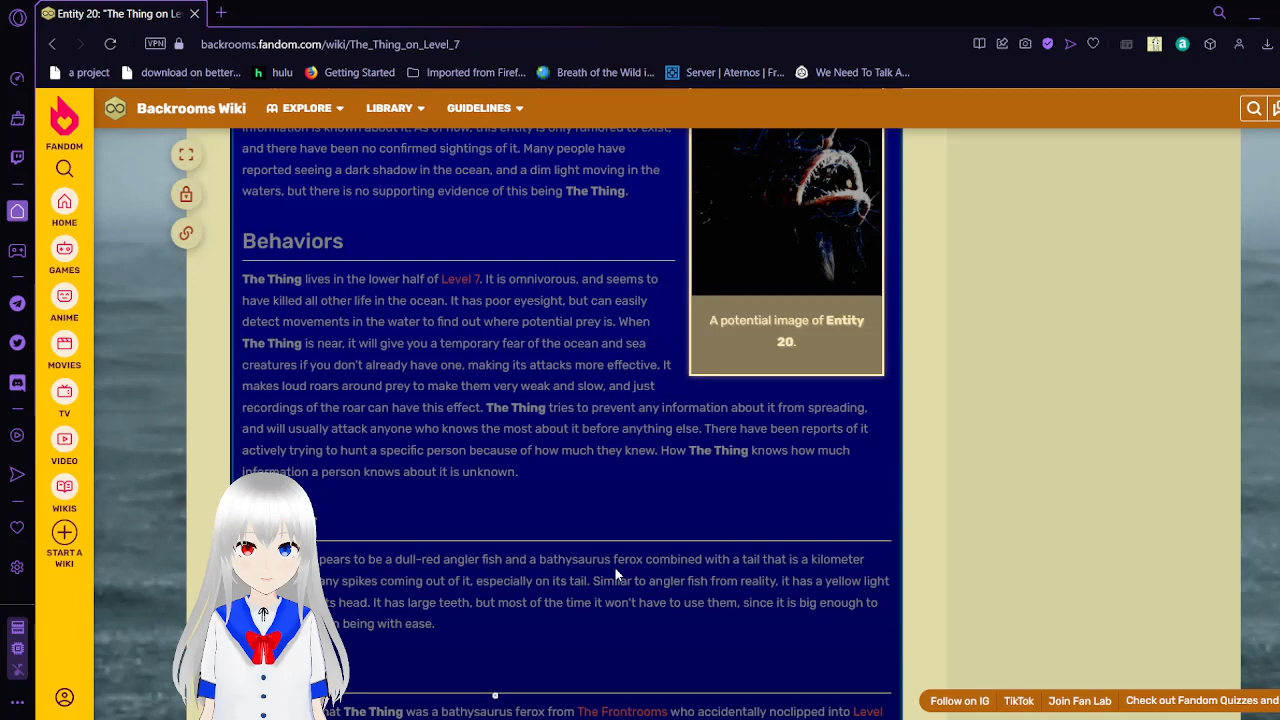 Entity 20: "The Thing on Le
backrooms.fandom.com/wiki/The_Thing_on_Level_7
VPN
a project
download on better...
hulu
Getting Started
Imported from Firef...
Breath of the Wild i...
Server | Aternos | Fr...
We Need To Talk A...
FANDOM
Backrooms Wiki
EXPLORE
LIBRARY
GUIDELINES
HOME
GAMES
ANIME
MOVIES
TV
VIDEO
WIKIS
START A
WIKI
information is known about it. As of now, this entity is only rumored to exist,
and there have been no confirmed sightings of it. Many people have
reported seeing a dark shadow in the ocean, and a dim light moving in the
waters, but there is no supporting evidence of this being The Thing.
Behaviors
The Thing lives in the lower half of Level 7. It is omnivorous, and seems to
have killed all other life in the ocean. It has poor eyesight, but can easily
detect movements in the water to find out where potential prey is. When
The Thing is near, it will give you a temporary fear of the ocean and sea
creatures if you don't already have one, making its attacks more effective. It
makes loud roars around prey to make them very weak and slow, and just
recordings of the roar can have this effect. The Thing tries to prevent any information about it from spreading,
and will usually attack anyone who knows the most about it before anything else. There have been reports of it
actively trying to hunt a specific person because of how much they knew. How The Thing knows how much
information a person knows about it is unknown.
A potential image of Entity
20.
pears to be a dull-red angler fish and a bathysaurus ferox combined with a tail that is a kilometer
any spikes coming out of it, especially on its tail. Similar to angler fish from reality, it has a yellow light
ts head. It has large teeth, but most of the time it won't have to use them, since it is big enough to
n being with ease.
hat The Thing was a bathysaurus ferox from The Frontrooms who accidentally noclipped into Level
Follow on IG
TikTok
Join Fan Lab
Check out Fandom Quizzes and